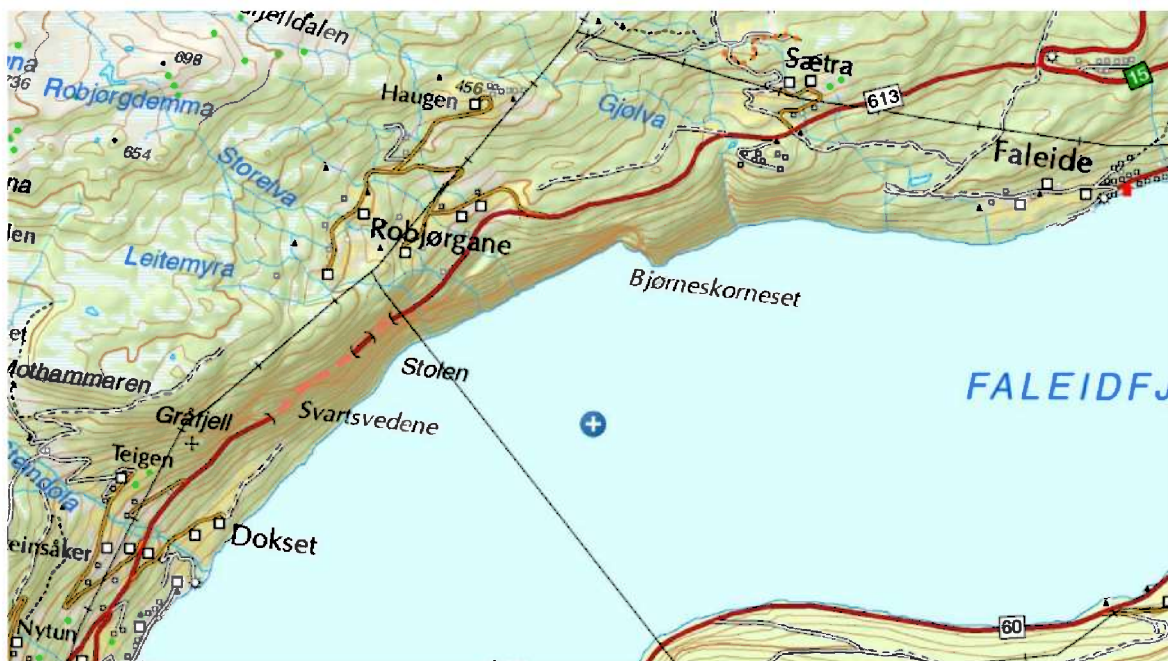 698
Robjørgdemma
654
Haugen
456
Gjølva
Sætra
613
15
Faleide
Storelva
Robjørgane
Leitemyra
Bjørneskorneset
Stolen
Svartsvedene
Gråfjell
Teigen
FALEIDFJ
Dokset
Nytun
60